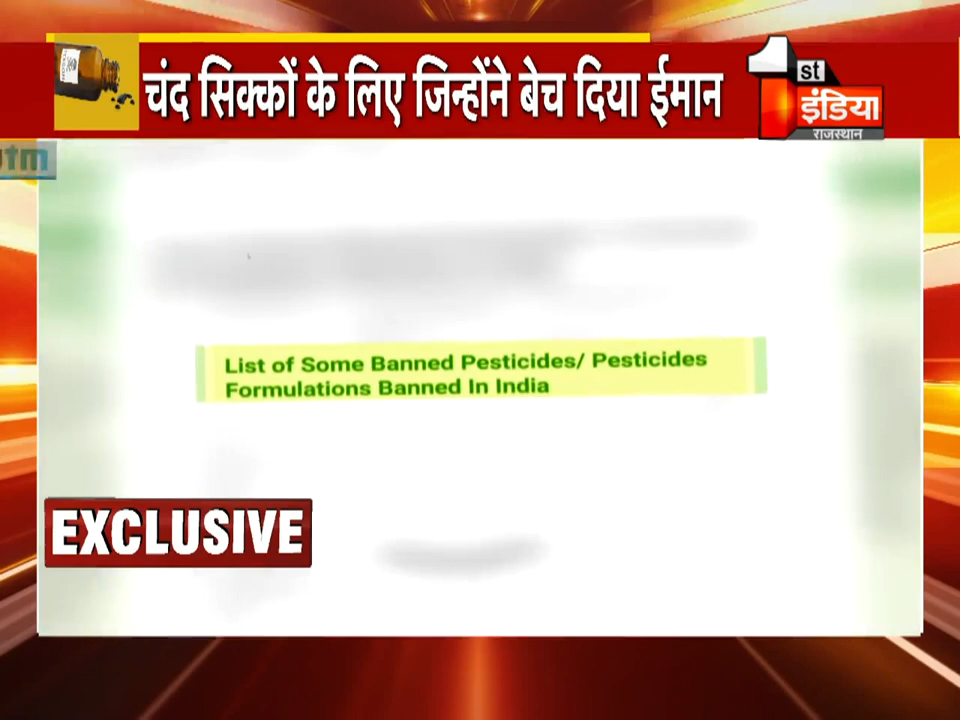 चंद सिक्कों के लिए जिन्होंने बेच दिया ईमान
1st
इंडिया
राजस्थान
List of Some Banned Pesticides/ Pesticides
Formulations Banned In India
EXCLUSIVE